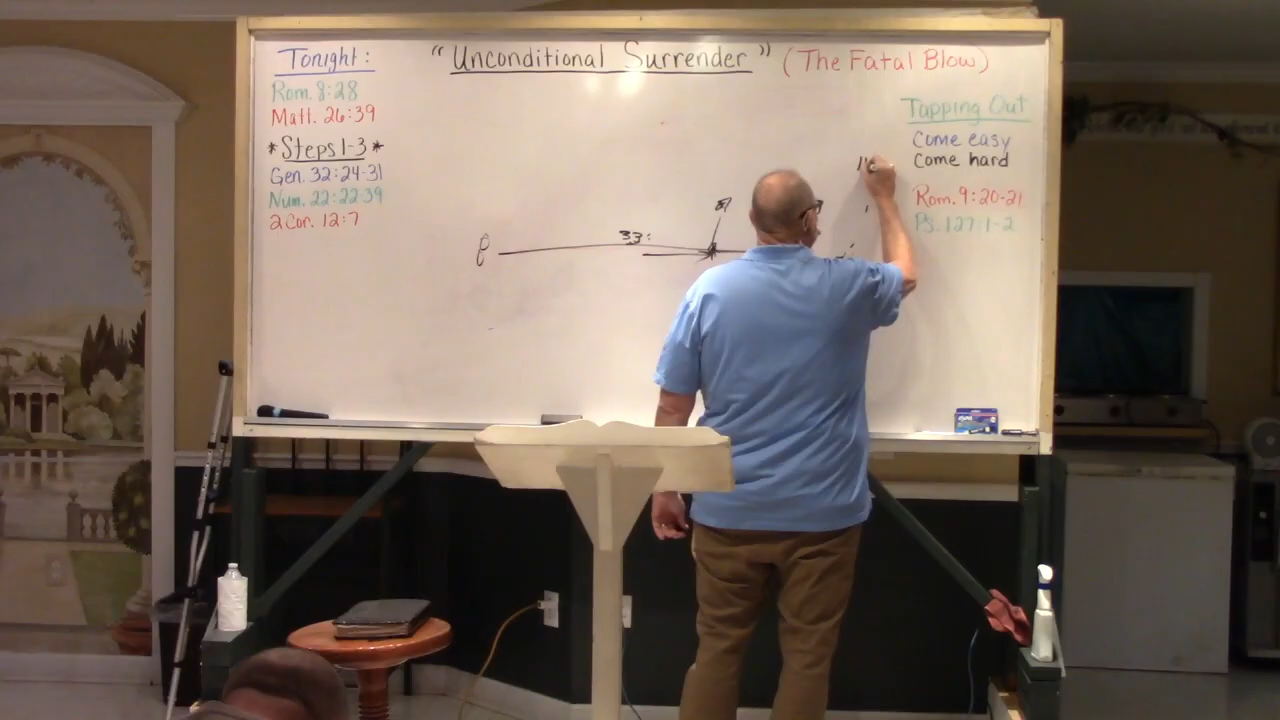 Tonight:
Rom. 8:28
Matt. 26:39
*Steps 1-3*
Gen. 32:24-31
Num. 22:22-39
2 Cor. 12:7
"Unconditional Surrender" (The Fatal Blow)
33:
Tapping Out
Come easy
Come hard
Rom. 9:20-21
Ps. 127:1-2